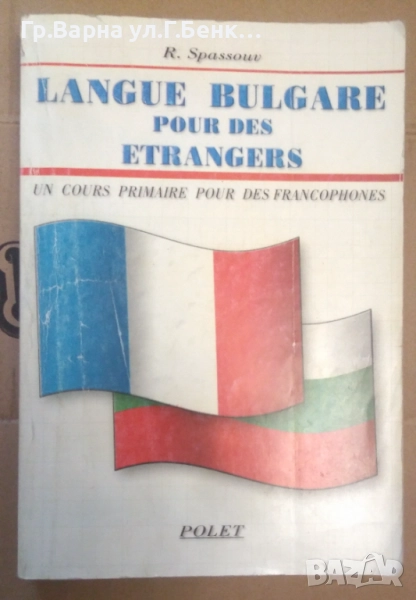 Гр.Варна ул.Г.Бенк...
R. Spassouv
LANGUE BULGARE
POUR DES
ETRANGERS
UN COURS PRIMAIRE POUR DES FRANCOPHONES
POLET
BAZAR